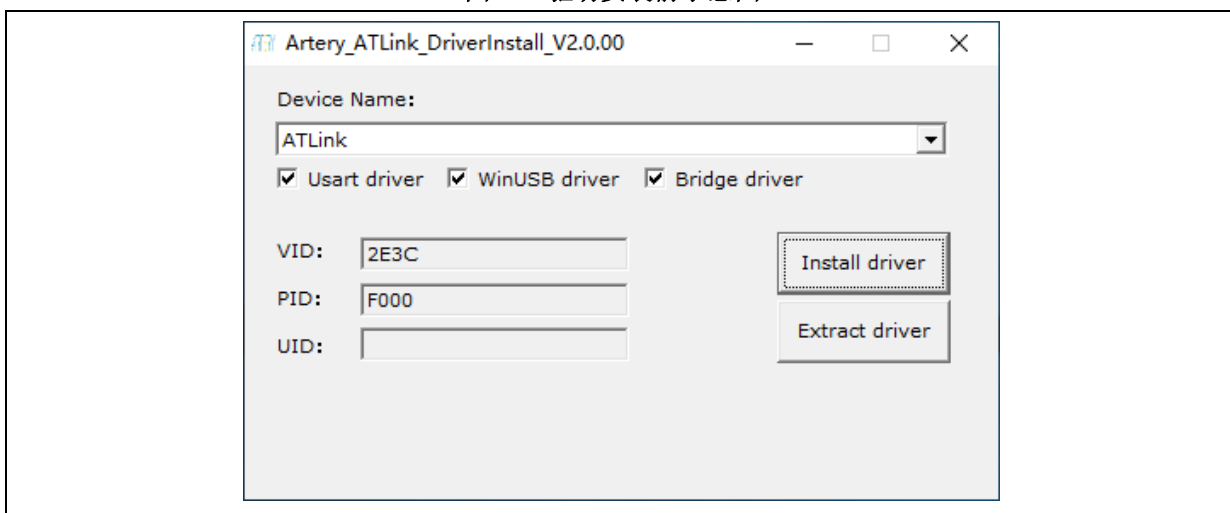 Artery_ATLink_DriverInstall_V2.0.00
Device Name:
ATLink
Usart driver WinUSB driver Bridge driver
VID: 2E3C
Install driver
PID: F000
Extract driver
UID: